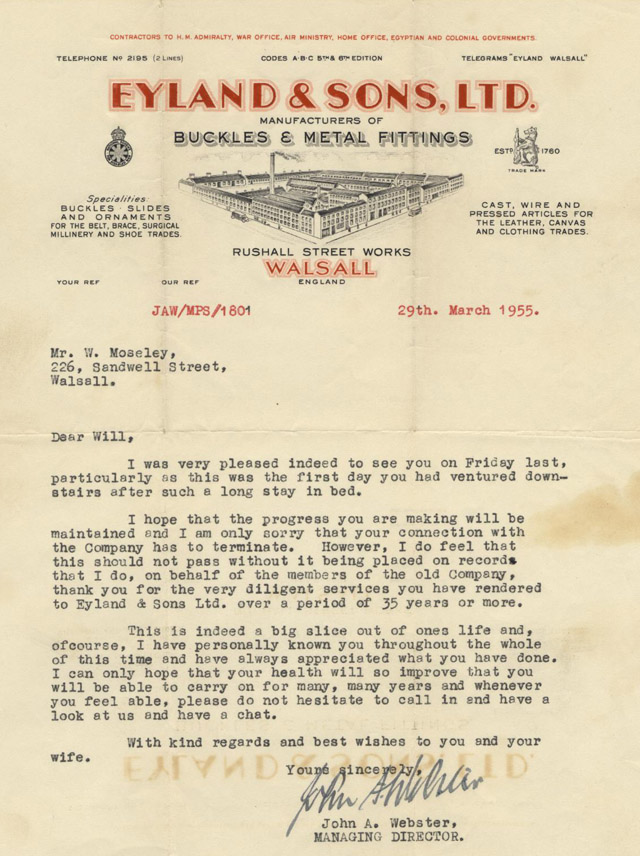 CONTRACTORS TO H.M. ADMIRALTY, WAR OFFICE, AIR MINISTRY, HOME OFFICE, EGYPTIAN AND COLONIAL GOVERNMENTS.
TELEPHONE Nº 2195 (2 LINES) CODES A·B·C 5TH & 6TH EDITION TELEGRAMS "EYLAND WALSALL"
EYLAND & SONS, LTD.
MANUFACTURERS OF
BUCKLES & METAL FITTINGS
ESTD 1760
TRADE MARK
Specialities:
BUCKLES · SLIDES
AND ORNAMENTS
FOR THE BELT, BRACE, SURGICAL
MILLINERY AND SHOE TRADES.
CAST, WIRE AND
PRESSED ARTICLES FOR
THE LEATHER, CANVAS
AND CLOTHING TRADES.
RUSHALL STREET WORKS
WALSALL
ENGLAND
YOUR REF OUR REF
JAW/MPS/1801 29th. March 1955.
Mr. W. Moseley,
226, Sandwell Street,
Walsall.
Dear Will,
I was very pleased indeed to see you on Friday last,
particularly as this was the first day you had ventured down-
stairs after such a long stay in bed.
I hope that the progress you are making will be
maintained and I am only sorry that your connection with
the Company has to terminate. However, I do feel that
this should not pass without it being placed on records
that I do, on behalf of the members of the old Company,
thank you for the very diligent services you have rendered
to Eyland & Sons Ltd. over a period of 35 years or more.
This is indeed a big slice out of ones life and,
ofcourse, I have personally known you throughout the whole
of this time and have always appreciated what you have done.
I can only hope that your health will so improve that you
will be able to carry on for many, many years and whenever
you feel able, please do not hesitate to call in and have a
look at us and have a chat.
With kind regards and best wishes to you and your
wife.
Yours sincerely,
John A. Webster
John A. Webster,
MANAGING DIRECTOR.